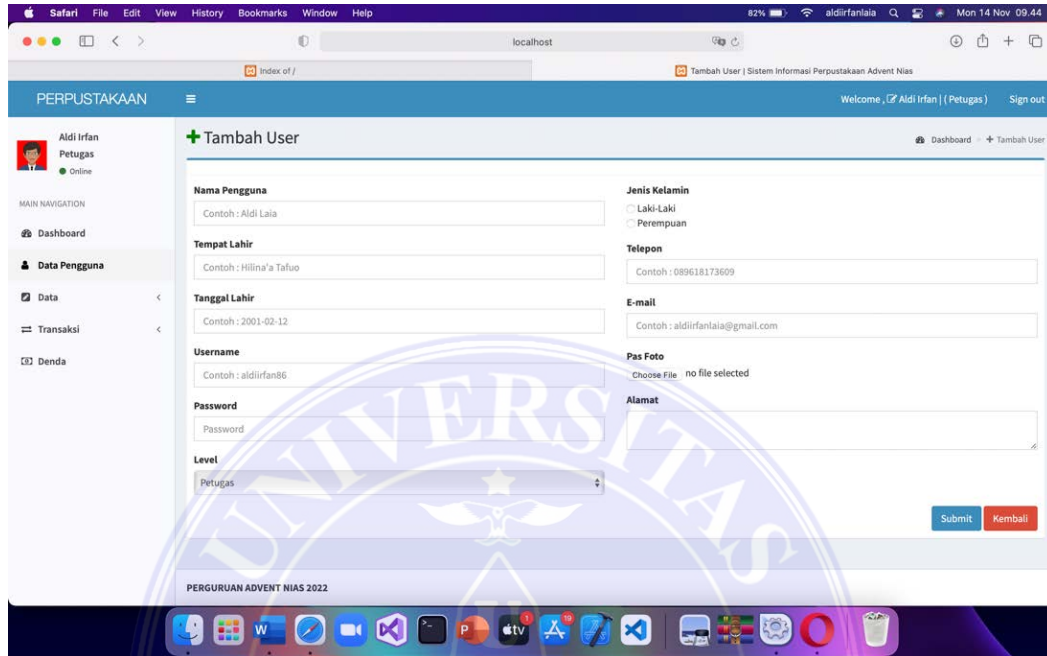 Safari File Edit View History Bookmarks Window Help 82% aldiirfanlaia Mon 14 Nov 09.44
localhost
Index of / Tambah User | Sistem Informasi Perpustakaan Advent Nias
PERPUSTAKAAN Welcome , Aldi Irfan | ( Petugas ) Sign out
Aldi Irfan
Petugas
Online
Tambah User
Dashboard > Tambah User
MAIN NAVIGATION
Dashboard
Data Pengguna
Data
Transaksi
Denda
Nama Pengguna
Contoh : Aldi Laia
Tempat Lahir
Contoh : Hilina'a Tafuo
Tanggal Lahir
Contoh : 2001-02-12
Username
Contoh : aldiirfan86
Password
Password
Level
Petugas
Jenis Kelamin
Laki-Laki
Perempuan
Telepon
Contoh : 089618173609
E-mail
Contoh : aldiirfanlaia@gmail.com
Pas Foto
Choose File no file selected
Alamat
Submit Kembali
PERGURUAN ADVENT NIAS 2022
UNIVERSITAS
W P tv 1 19